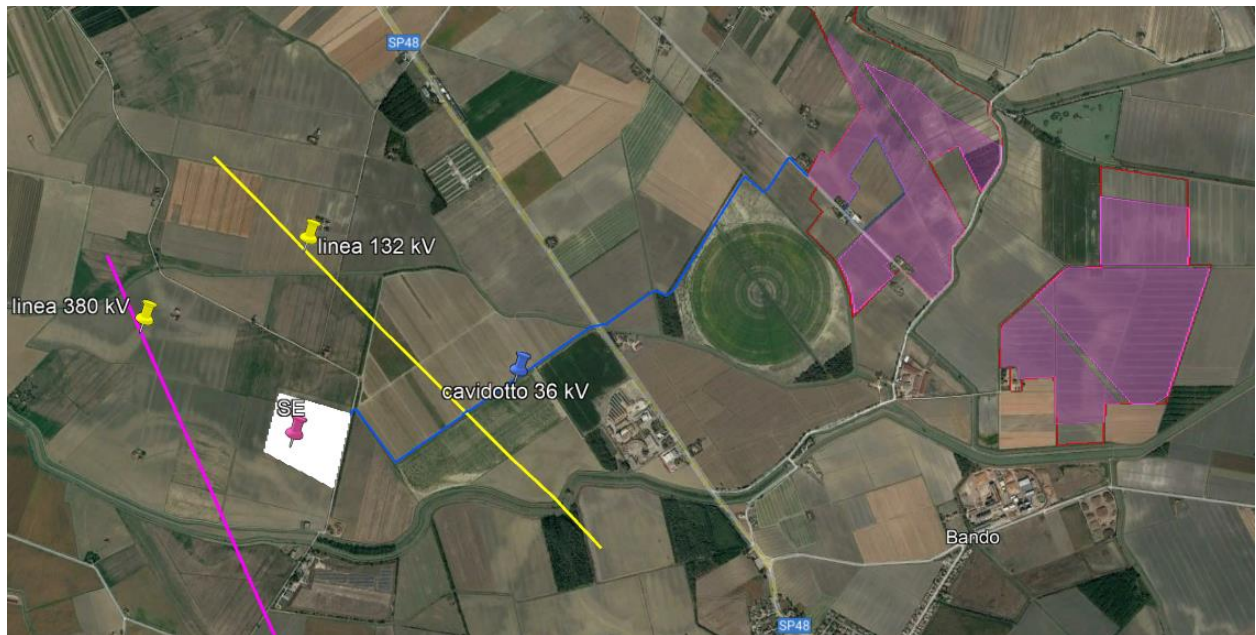 SP48
linea 132 kV
linea 380 kV
cavidotto 36 kV
SE
Bando
SP48